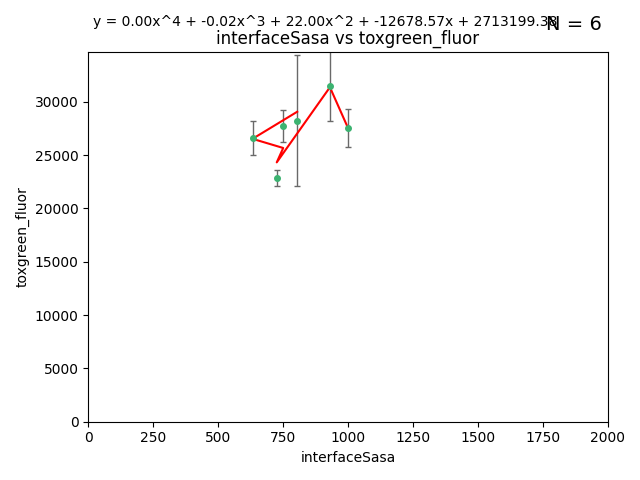 y = 0.00x^4 + -0.02x^3 + 22.00x^2 + -12678.57x + 2713199.38
N = 6
interfaceSasa vs toxgreen_fluor
30000
25000
20000
15000
10000
5000
0
toxgreen_fluor
0 250 500 750 1000 1250 1500 1750 2000
interfaceSasa